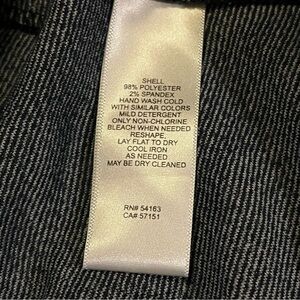 SHELL
98% POLYESTER
2% SPANDEX
HAND WASH COLD
WITH SIMILAR COLORS
MILD DETERGENT
ONLY NON-CHLORINE
BLEACH WHEN NEEDED
RESHAPE,
LAY FLAT TO DRY
COOL IRON
AS NEEDED
MAY BE DRY CLEANED
RN# 54163
CA# 57151